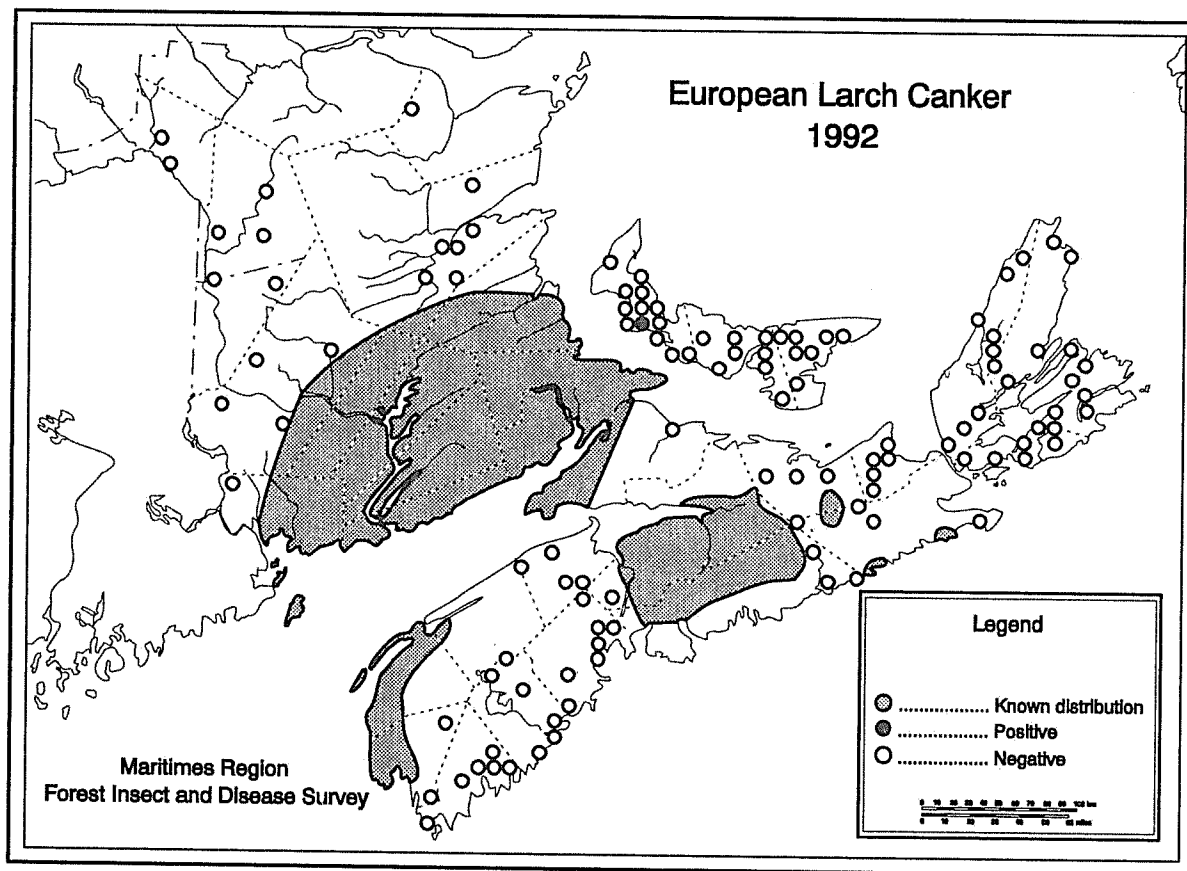 European Larch Canker
1992
Maritimes Region
Forest Insect and Disease Survey
Legend
Known distribution
Positive
Negative